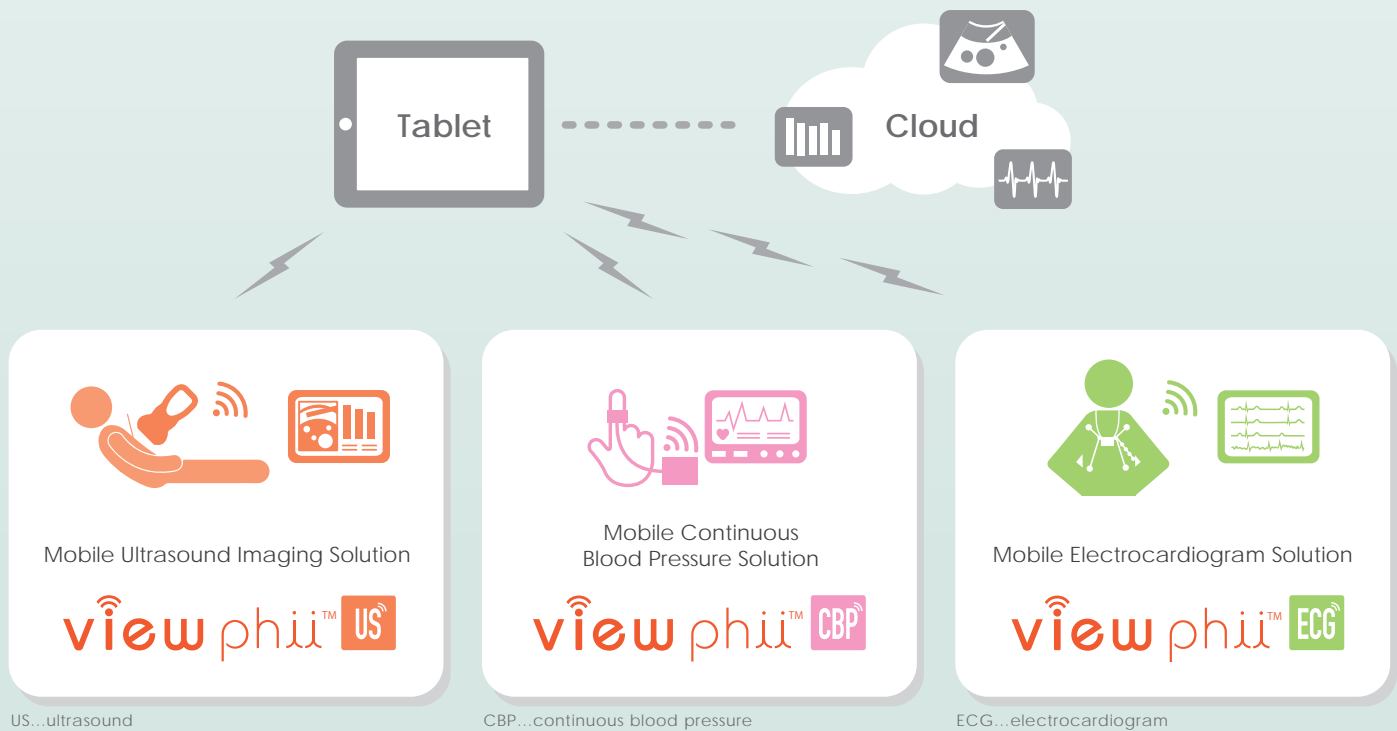 Tablet
Cloud
Mobile Ultrasound Imaging Solution
view phii™ US
Mobile Continuous
Blood Pressure Solution
view phii™ CBP
Mobile Electrocardiogram Solution
view phii™ ECG
US...ultrasound
CBP...continuous blood pressure
ECG...electrocardiogram